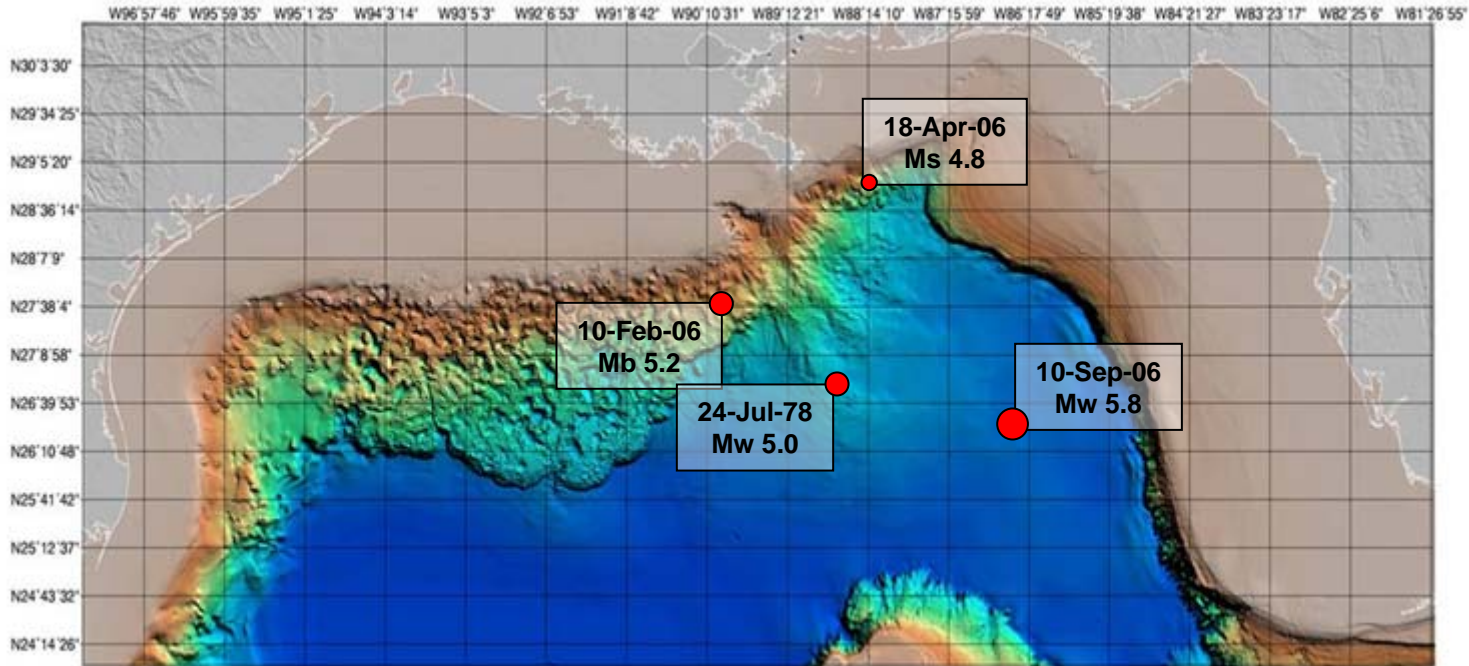 W96°57'46" W95°59'35" W95°1'25" W94°3'14" W93°5'3" W92°6'53" W91°8'42" W90°10'31" W89°12'21" W88°14'10" W87°15'59" W86°17'49" W85°19'38" W84°21'27" W83°23'17" W82°25'6" W81°26'55"
N30°3'30"
N29°34'25"
18-Apr-06
Ms 4.8
N29°5'20"
N28°36'14"
N28°7'9"
N27°38'4"
10-Feb-06
Mb 5.2
N27°8'58"
10-Sep-06
Mw 5.8
N26°39'53"
24-Jul-78
Mw 5.0
N26°10'48"
N25°41'42"
N25°12'37"
N24°43'32"
N24°14'26"